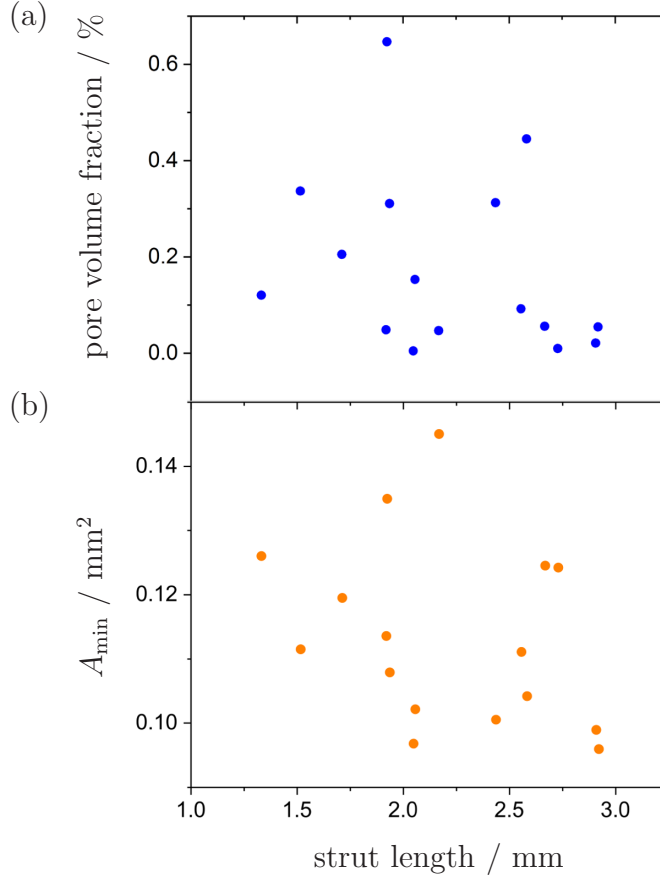 (a)
pore volume fraction / %
0.6
0.4
0.2
0.0
(b)
A_min / mm²
0.14
0.12
0.10
1.0 1.5 2.0 2.5 3.0
strut length / mm